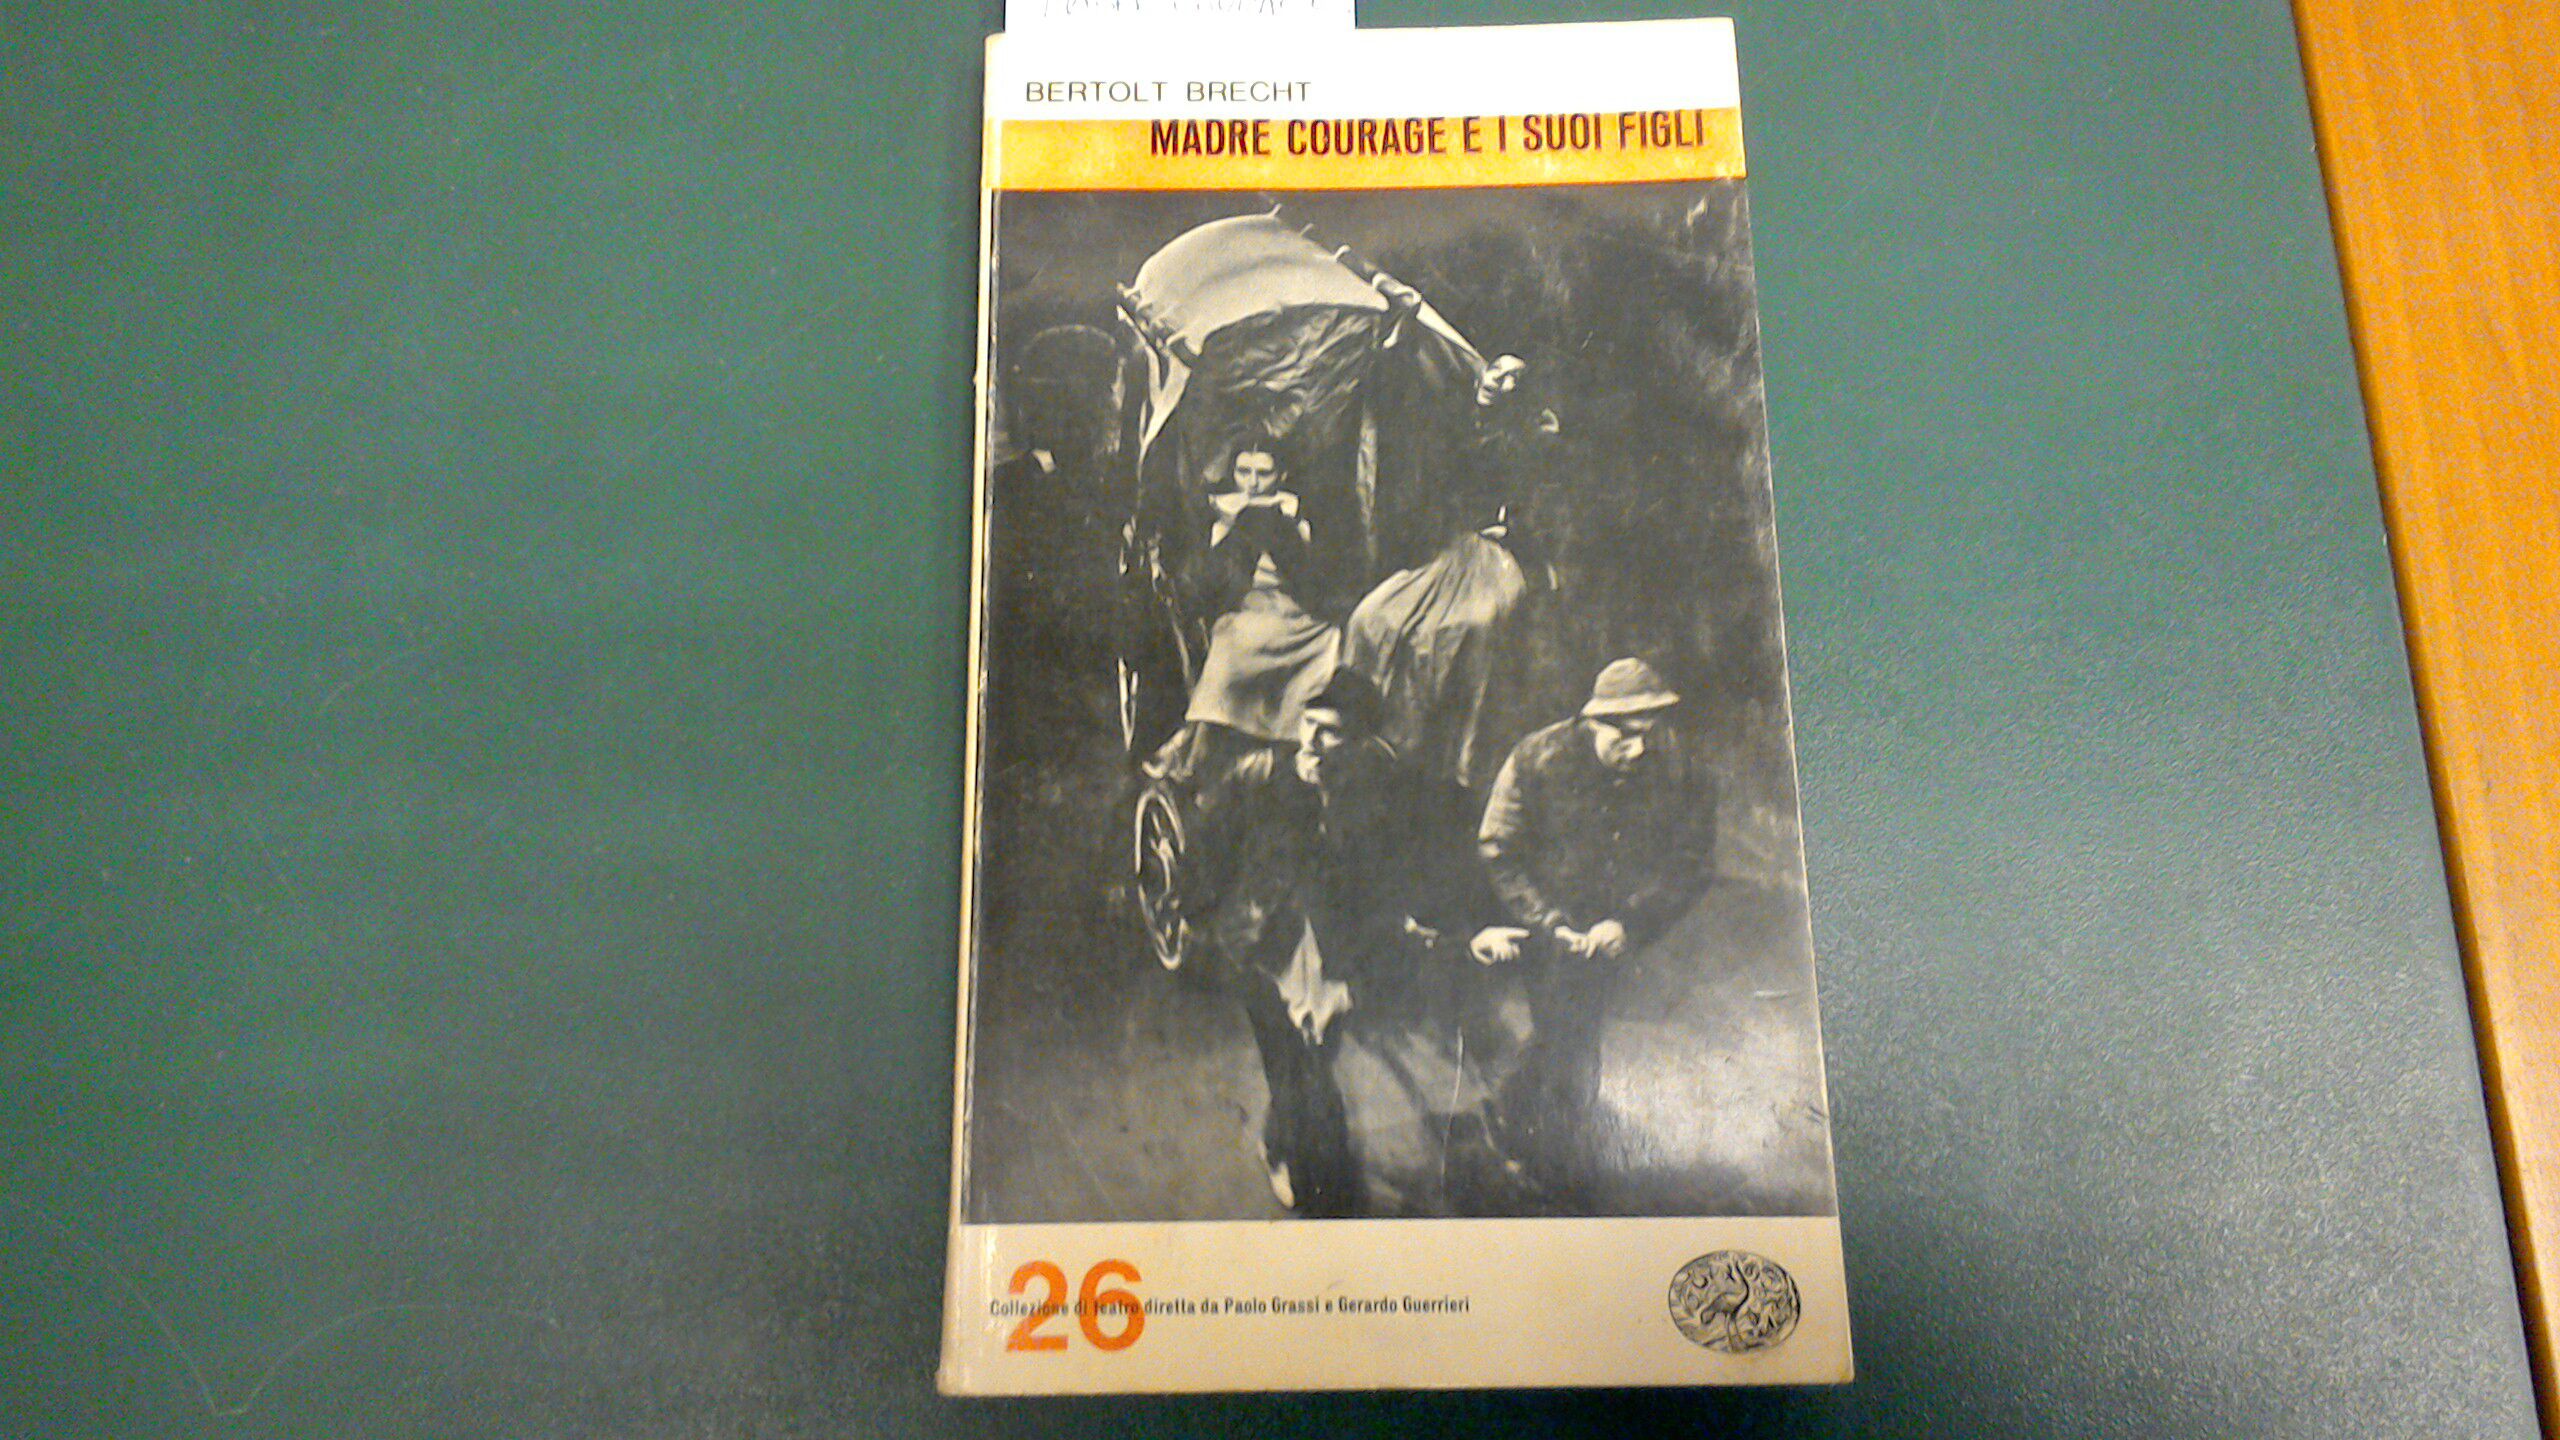 BERTOLT BRECHT
MADRE COURAGE E I SUOI FIGLI
26
Collezione di teatro diretta da Paolo Grassi e Gerardo Guerrieri